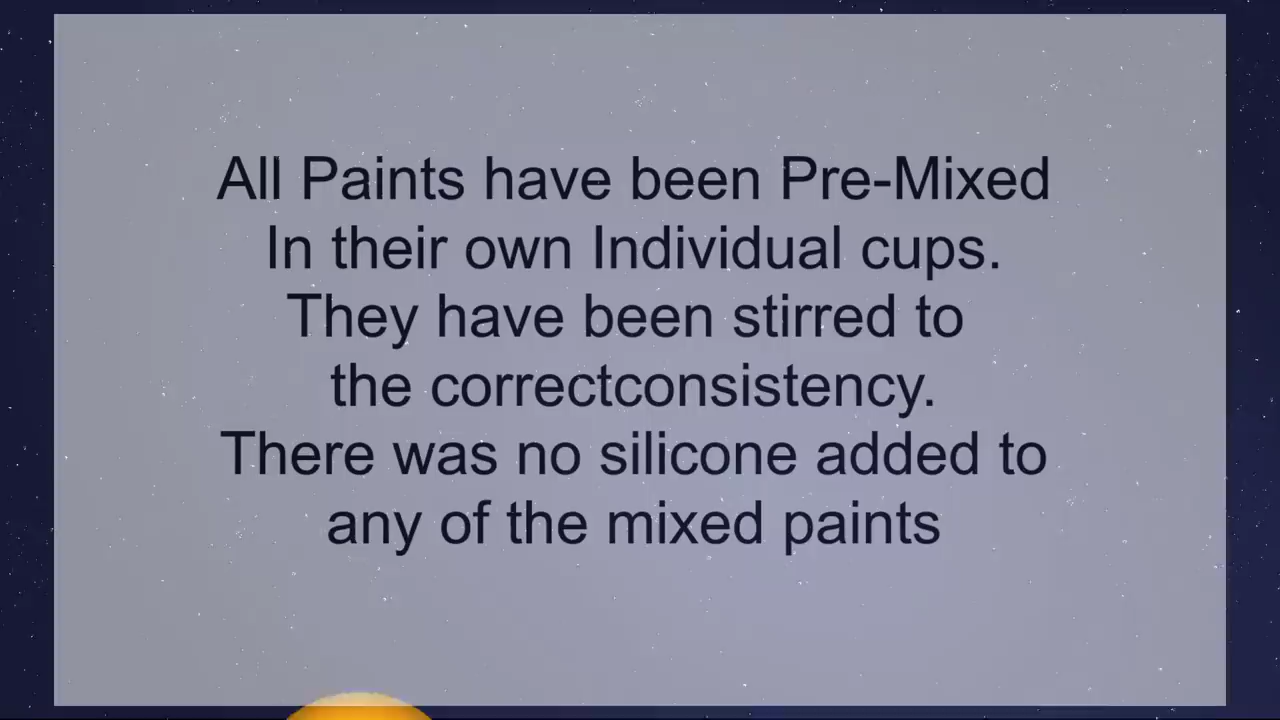 All Paints have been Pre-Mixed
In their own Individual cups.
They have been stirred to
the correctconsistency.
There was no silicone added to
any of the mixed paints